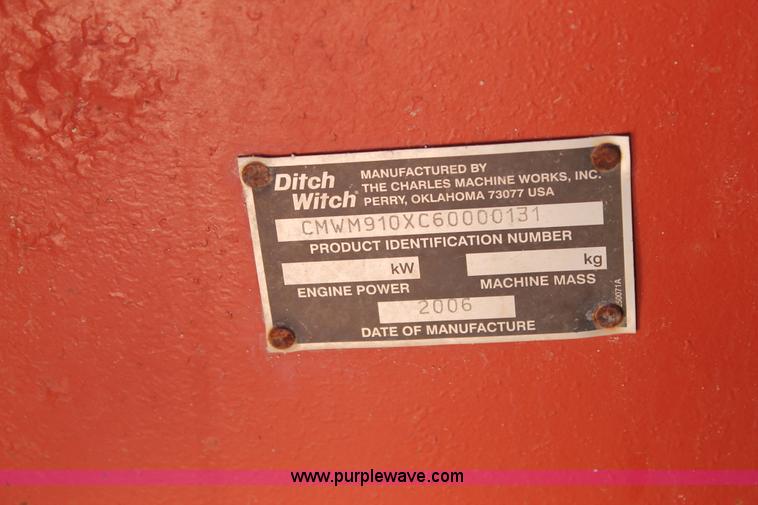 Ditch Witch®
MANUFACTURED BY
THE CHARLES MACHINE WORKS, INC.
PERRY, OKLAHOMA 73077 USA
CMWM910XC60000131
PRODUCT IDENTIFICATION NUMBER
kW
kg
ENGINE POWER
MACHINE MASS
2006
DATE OF MANUFACTURE
www.purplewave.com